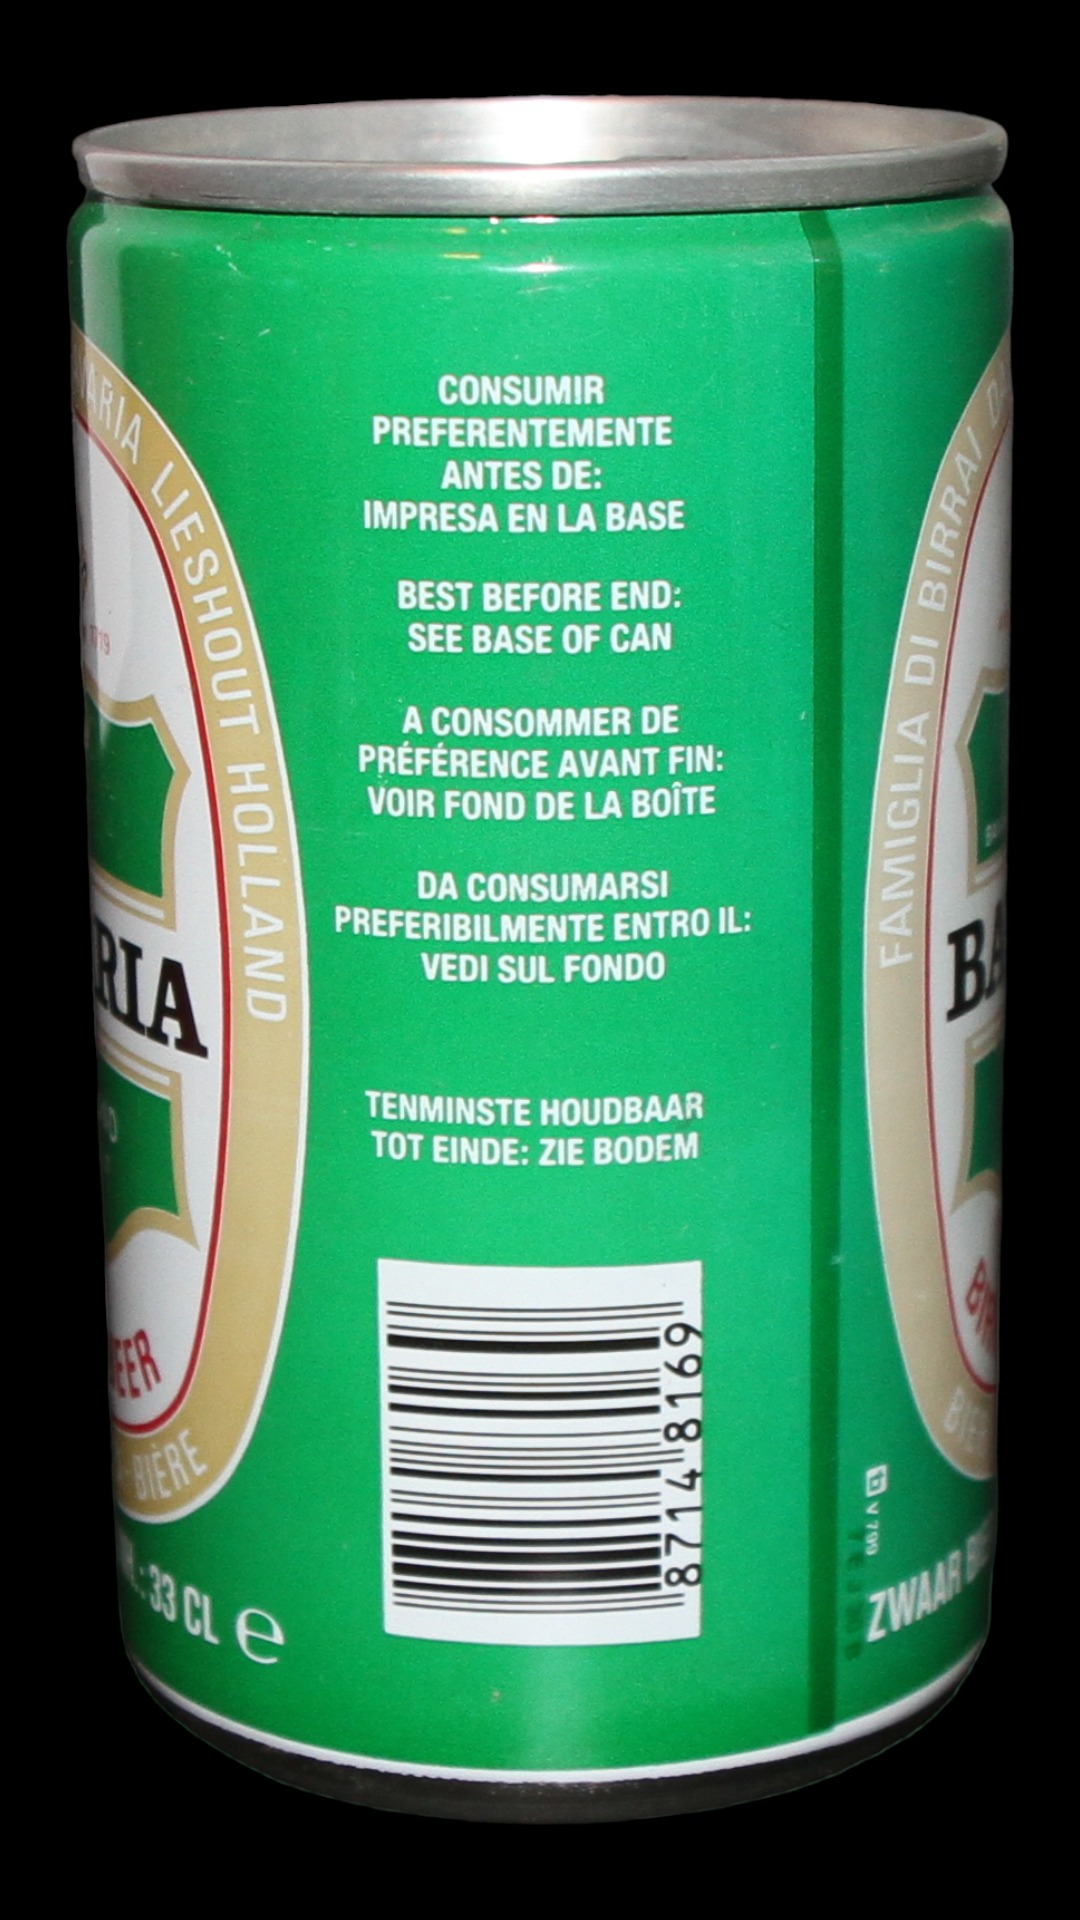 CONSUMIR
PREFERENTEMENTE
ANTES DE:
IMPRESA EN LA BASE
BEST BEFORE END:
SEE BASE OF CAN
A CONSOMMER DE
PRÉFÉRENCE AVANT FIN:
VOIR FOND DE LA BOÎTE
DA CONSUMARSI
PREFERIBILMENTE ENTRO IL:
VEDI SUL FONDO
TENMINSTE HOUDBAAR
TOT EINDE: ZIE BODEM
8714 8169
LIESHOUT HOLLAND
BIÈRE
33 CL e
FAMIGLIA DI BIRRAI
V 799
ZWAAR